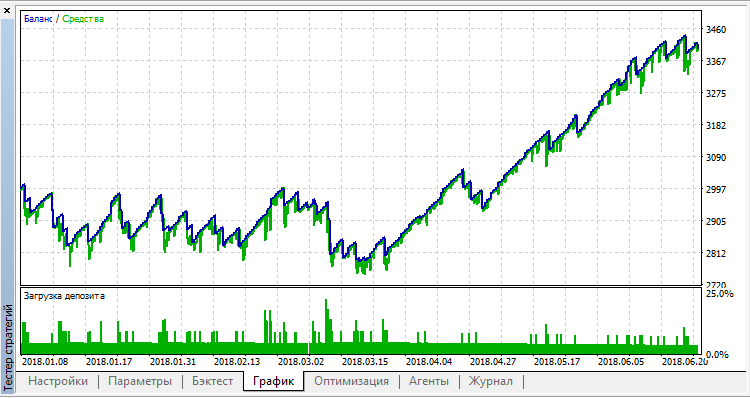 Баланс / Средства
3460
3367
3275
3182
3090
2997
2905
2812
2720
Загрузка депозита
25.0%
0.0%
2018.01.08 2018.01.17 2018.01.31 2018.02.13 2018.03.02 2018.03.15 2018.04.04 2018.04.27 2018.05.17 2018.06.05 2018.06.20
Тестер стратегий
Настройки Параметры Бэктест График Оптимизация Агенты Журнал